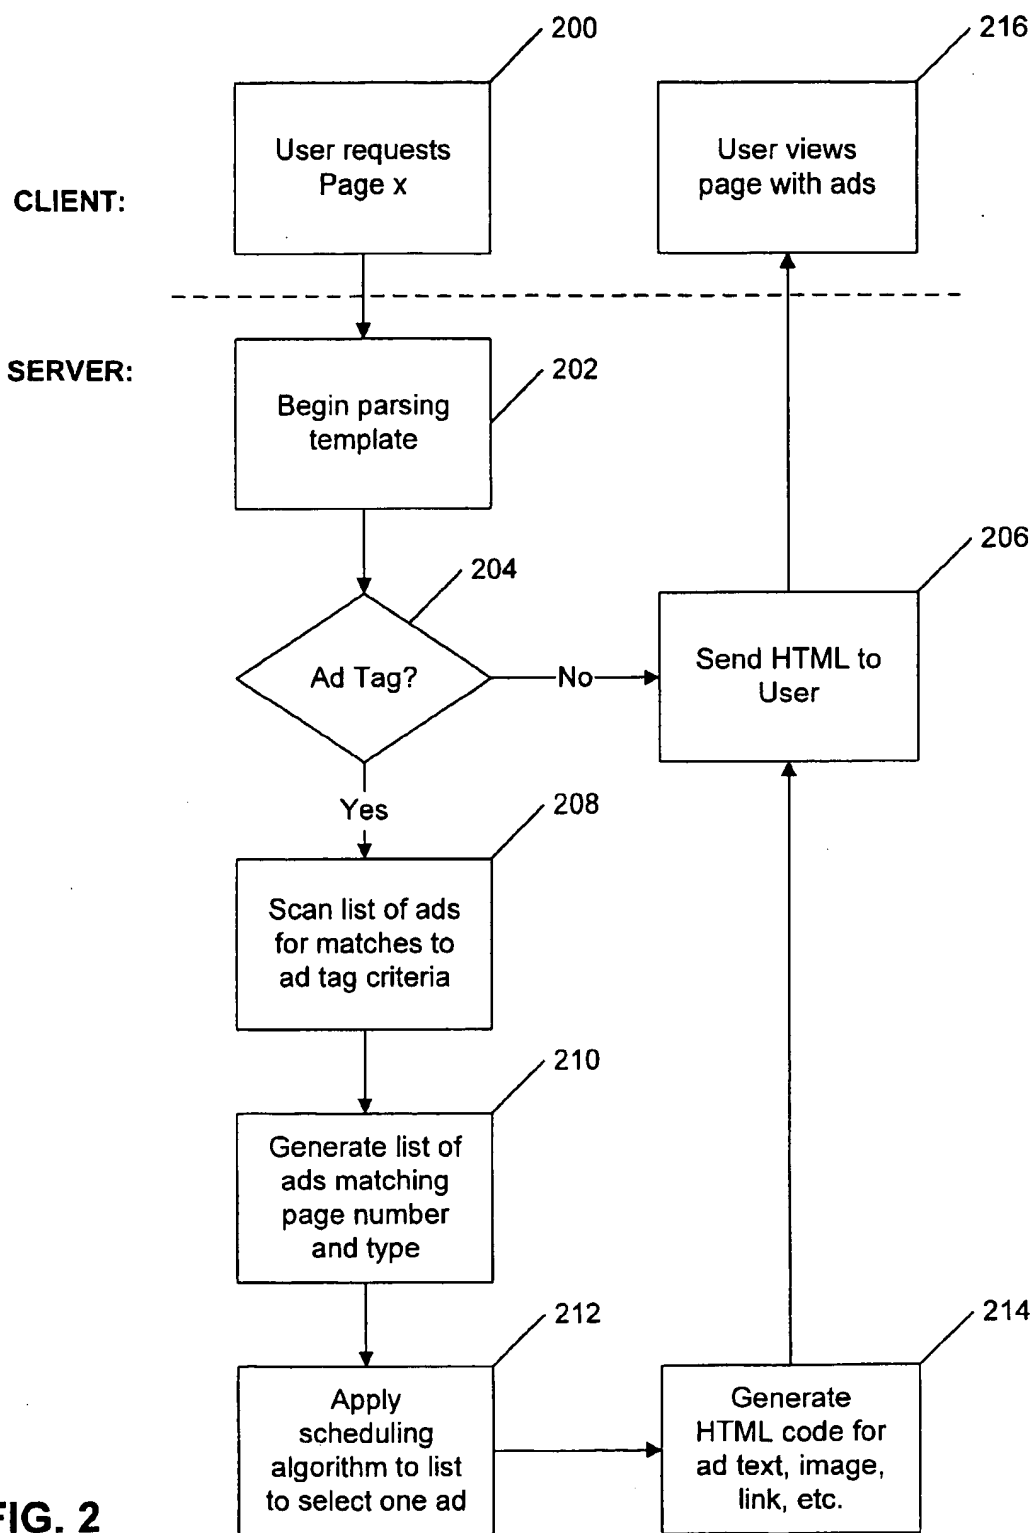 200
216
User requests
Page x
User views
page with ads
CLIENT:
SERVER:
202
Begin parsing
template
204
206
Ad Tag?
No
Send HTML to
User
Yes
208
Scan list of ads
for matches to
ad tag criteria
210
Generate list of
ads matching
page number
and type
212
214
Apply
scheduling
algorithm to list
to select one ad
Generate
HTML code for
ad text, image,
link, etc.
FIG. 2